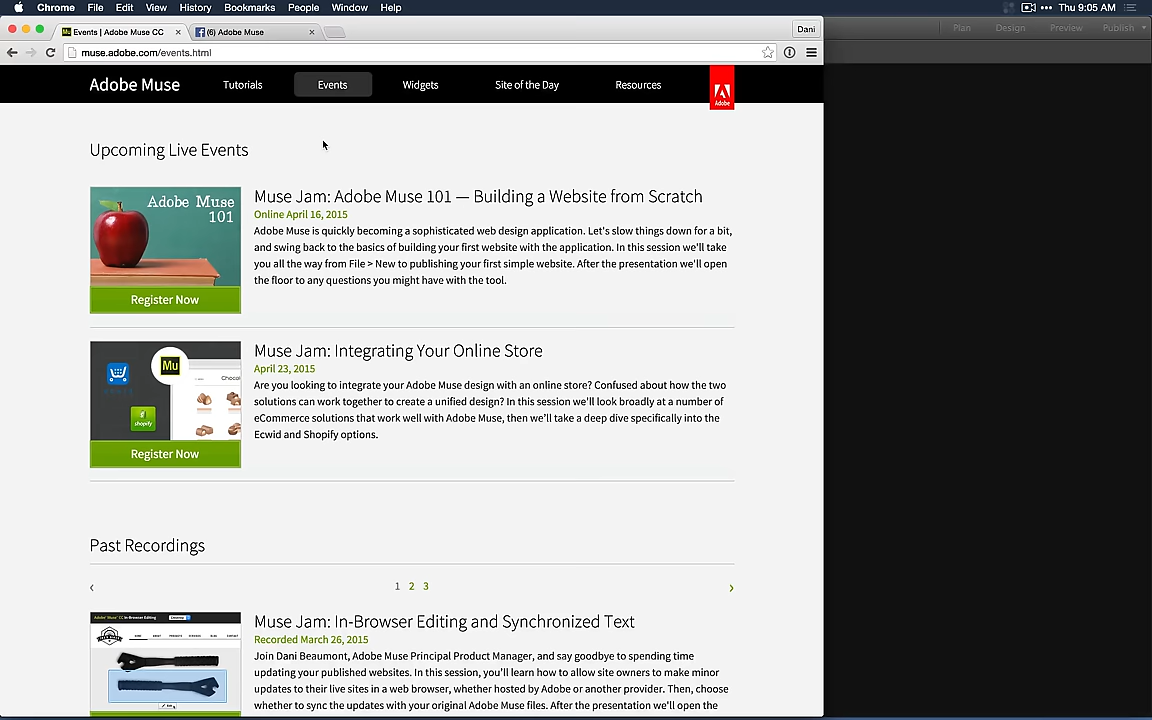 Chrome File Edit View History Bookmarks People Window Help Thu 9:05 AM
Events | Adobe Muse CC (6) Adobe Muse Dani
Plan Design Preview Publish
muse.adobe.com/events.html
Adobe Muse Tutorials Events Widgets Site of the Day Resources
Adobe
Upcoming Live Events
Adobe Muse
101
Register Now
Muse Jam: Adobe Muse 101 — Building a Website from Scratch
Online April 16, 2015
Adobe Muse is quickly becoming a sophisticated web design application. Let's slow things down for a bit,
and swing back to the basics of building your first website with the application. In this session we'll take
you all the way from File > New to publishing your first simple website. After the presentation we'll open
the floor to any questions you might have with the tool.
Mu
Chocol
shopify
Register Now
Muse Jam: Integrating Your Online Store
April 23, 2015
Are you looking to integrate your Adobe Muse design with an online store? Confused about how the two
solutions can work together to create a unified design? In this session we'll look broadly at a number of
eCommerce solutions that work well with Adobe Muse, then we'll take a deep dive specifically into the
Ecwid and Shopify options.
Past Recordings
‹ 1 2 3 ›
Muse Jam: In-Browser Editing and Synchronized Text
Recorded March 26, 2015
Join Dani Beaumont, Adobe Muse Principal Product Manager, and say goodbye to spending time
updating your published websites. In this session, you'll learn how to allow site owners to make minor
updates to their live sites in a web browser, whether hosted by Adobe or another provider. Then, choose
whether to sync the updates with your original Adobe Muse files. After the presentation we'll open the